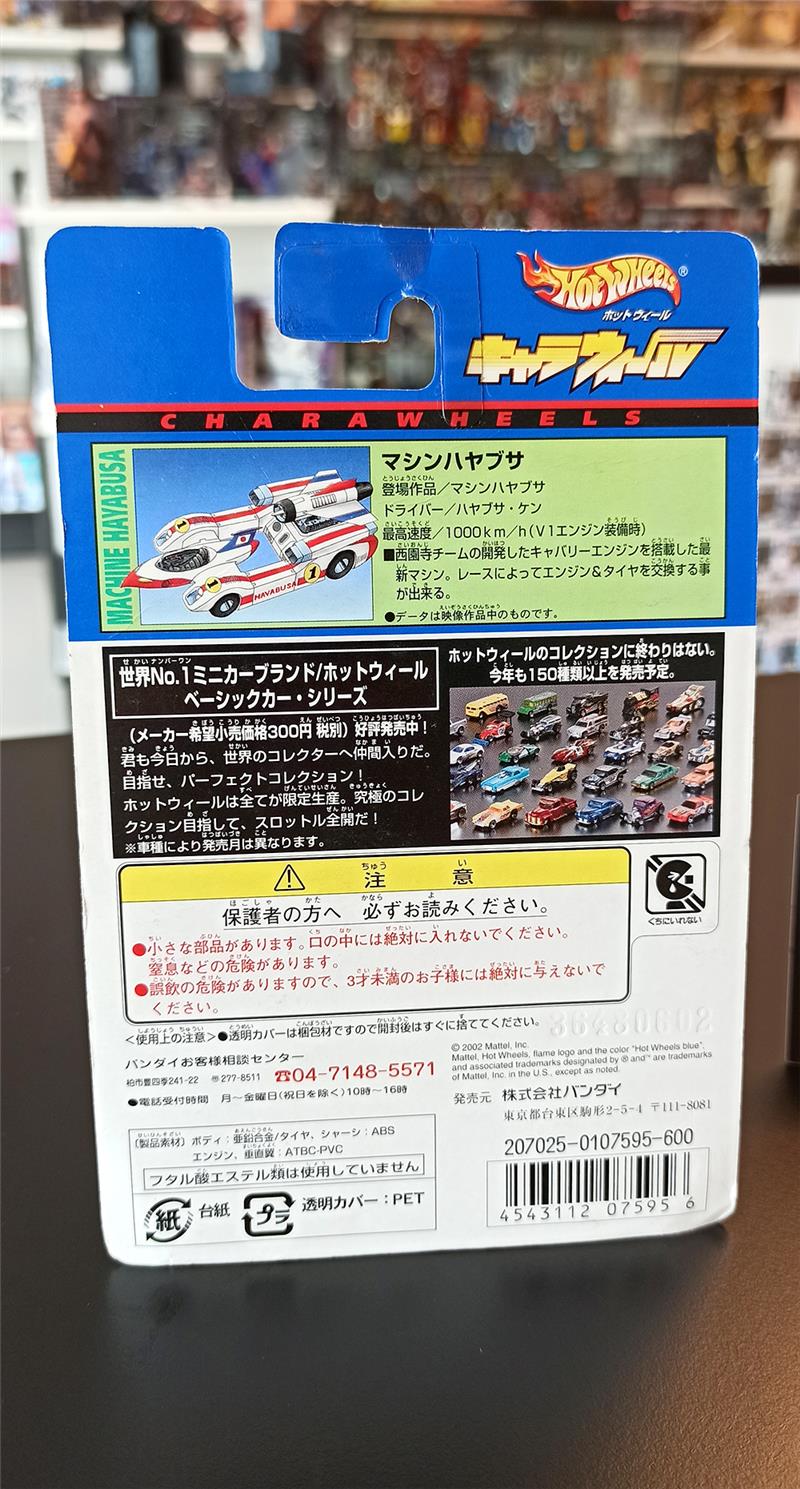 HOT WHEELS®
ホットウィール
キャラウィール
CHARAWHEELS
MACHINE HAYABUSA
1
1
1
HAYABUSA
マシンハヤブサ
登場作品／マシンハヤブサ
ドライバー／ハヤブサ・ケン
最高速度／1000km/h(V1エンジン装備時)
■西園寺チームの開発したキャバリーエンジンを搭載した最
新マシン。レースによってエンジン&タイヤを交換する事
が出来る。
●データは映像作品中のものです。
世界No.1ミニカーブランド/ホットウィール
ベーシックカー・シリーズ
(メーカー希望小売価格300円 税別) 好評発売中！
君も今日から、世界のコレクターへ仲間入りだ。
目指せ、パーフェクトコレクション！
ホットウィールは全てが限定生産。究極のコレ
クション目指して、スロットル全開だ！
※車種により発売月は異なります。
ホットウィールのコレクションに終わりはない。
今年も150種類以上を発売予定。
注意
保護者の方へ 必ずお読みください。
●小さな部品があります。口の中には絶対に入れないでください。
窒息などの危険があります。
●誤飲の危険がありますので、3才未満のお子様には絶対に与えないで
ください。
くちにいれない
<使用上の注意>●透明カバーは梱包材ですので開封後はすぐに捨ててください。
36480602
バンダイお客様相談センター
柏市豊四季241-22 〒277-8511 ☎04-7148-5571
●電話受付時間 月～金曜日(祝日を除く)10時～16時
© 2002 Mattel, Inc.
Mattel, Hot Wheels, flame logo and the color "Hot Wheels blue",
and associated trademarks designated by ® and ™ are trademarks
of Mattel, Inc. in the U.S., except as noted.
発売元 株式会社バンダイ
東京都台東区駒形2-5-4 〒111-8081
207025-0107595-600
4543112 07595 6
〔製品素材〕ボディ：亜鉛合金/タイヤ、シャーシ：ABS
エンジン、垂直翼：ATBC-PVC
フタル酸エステル類は使用していません
紙 台紙 プラ 透明カバー：PET